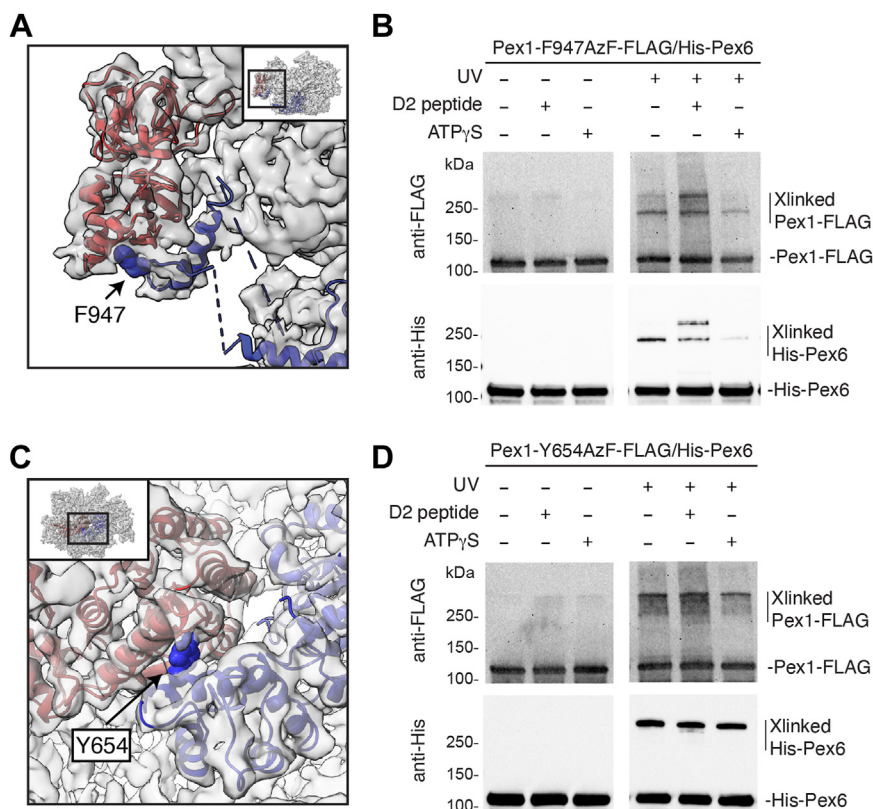 A
F947
B
Pex1-F947AzF-FLAG/His-Pex6
UV – – – + + +
D2 peptide – + – – + –
ATPγS – – + – – +
kDa
anti-FLAG
250-
150-
100-
Xlinked
Pex1-FLAG
-Pex1-FLAG
anti-His
250-
150-
100-
Xlinked
His-Pex6
-His-Pex6
C
Y654
D
Pex1-Y654AzF-FLAG/His-Pex6
UV – – – + + +
D2 peptide – + – – + –
ATPγS – – + – – +
kDa
anti-FLAG
250-
150-
100-
Xlinked
Pex1-FLAG
-Pex1-FLAG
anti-His
250-
150-
100-
Xlinked
His-Pex6
-His-Pex6